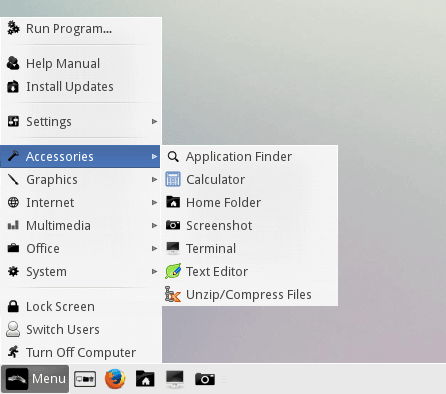 Run Program...
Help Manual
Install Updates
Settings
Accessories
Graphics
Internet
Multimedia
Office
System
Lock Screen
Switch Users
Turn Off Computer
Application Finder
Calculator
Home Folder
Screenshot
Terminal
Text Editor
Unzip/Compress Files
Menu